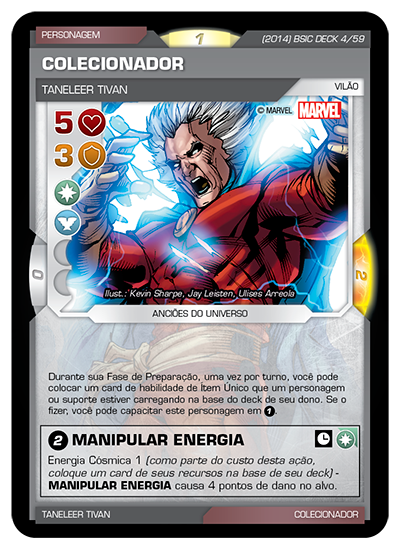 PERSONAGEM
1
(2014) BSIC DECK 4/59
COLECIONADOR
TANELEER TIVAN
VILÃO
© MARVEL
MARVEL
5
3
0
2
Ilust.: Kevin Sharpe, Jay Leisten, Ulises Arreola
ANCIÕES DO UNIVERSO
Durante sua Fase de Preparação, uma vez por turno, você pode
colocar um card de habilidade de Ítem Único que um personagem
ou suporte estiver carregando na base do deck de seu dono. Se o
fizer, você pode capacitar este personagem em 1.
2 MANIPULAR ENERGIA
Energia Cósmica 1 (como parte do custo desta ação,
coloque um card de seus recursos na base de seu deck) -
MANIPULAR ENERGIA causa 4 pontos de dano no alvo.
TANELEER TIVAN
COLECIONADOR